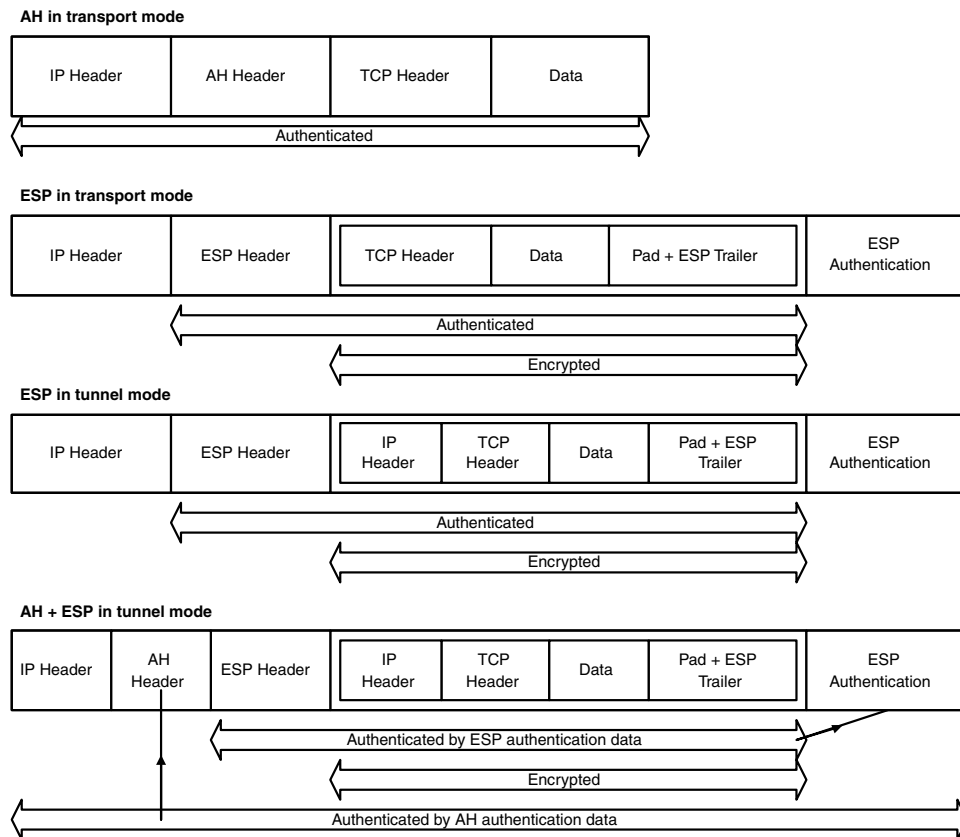 AH in transport mode
IP Header AH Header TCP Header Data
Authenticated
ESP in transport mode
IP Header ESP Header TCP Header Data Pad + ESP Trailer ESP
Authentication
Authenticated
Encrypted
ESP in tunnel mode
IP Header ESP Header IP
Header TCP
Header Data Pad + ESP
Trailer ESP
Authentication
Authenticated
Encrypted
AH + ESP in tunnel mode
IP Header AH
Header ESP Header IP
Header TCP
Header Data Pad + ESP
Trailer ESP
Authentication
Authenticated by ESP authentication data
Encrypted
Authenticated by AH authentication data